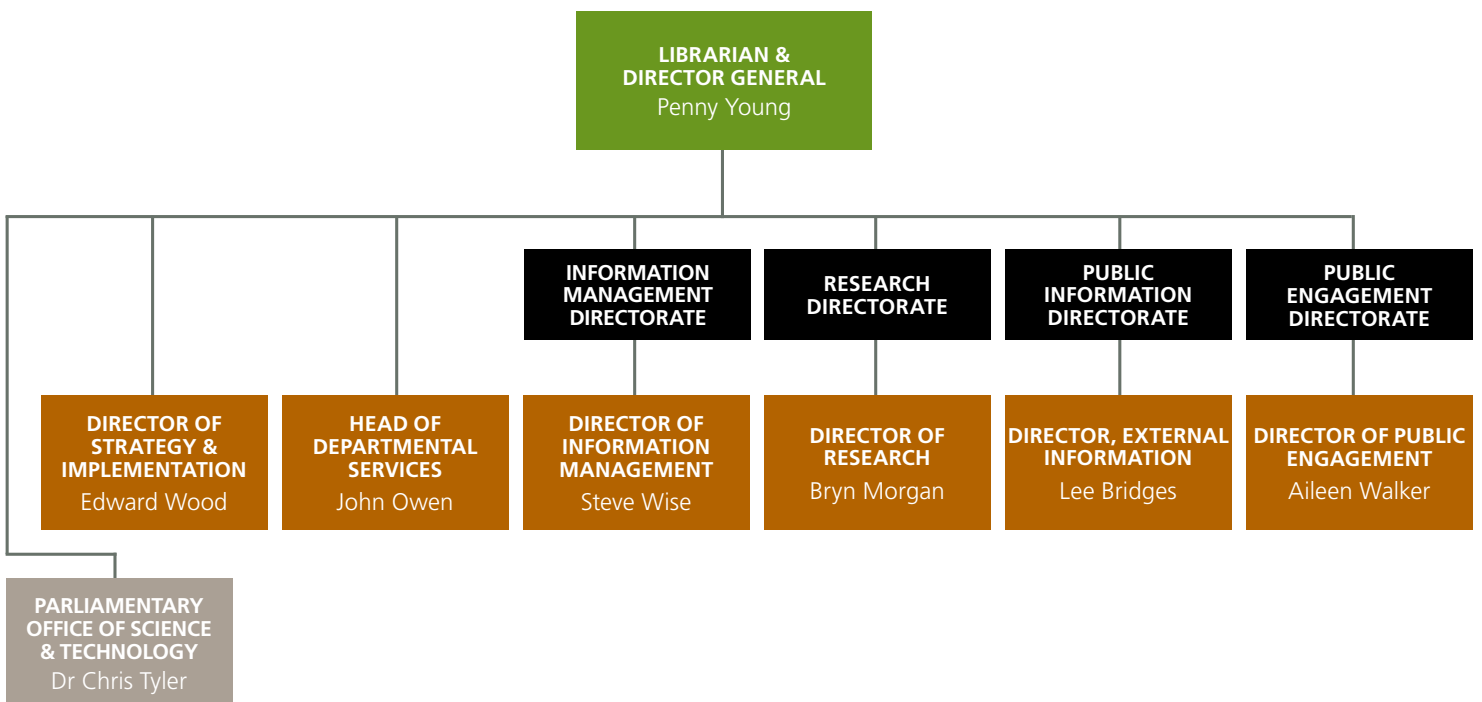 LIBRARIAN &
DIRECTOR GENERAL
Penny Young
INFORMATION
MANAGEMENT
DIRECTORATE
RESEARCH
DIRECTORATE
PUBLIC
INFORMATION
DIRECTORATE
PUBLIC
ENGAGEMENT
DIRECTORATE
DIRECTOR OF
STRATEGY &
IMPLEMENTATION
Edward Wood
HEAD OF
DEPARTMENTAL
SERVICES
John Owen
DIRECTOR OF
INFORMATION
MANAGEMENT
Steve Wise
DIRECTOR OF
RESEARCH
Bryn Morgan
DIRECTOR, EXTERNAL
INFORMATION
Lee Bridges
DIRECTOR OF PUBLIC
ENGAGEMENT
Aileen Walker
PARLIAMENTARY
OFFICE OF SCIENCE
& TECHNOLOGY
Dr Chris Tyler